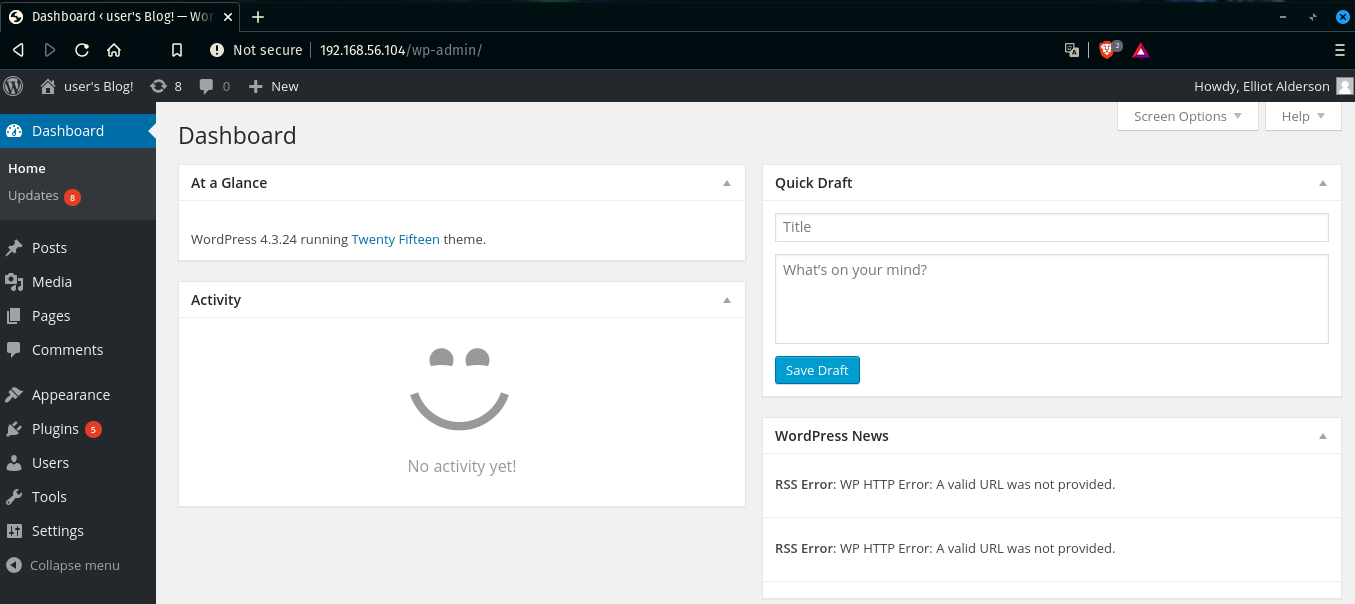 Dashboard ‹ user's Blog! — Wor
Not secure 192.168.56.104/wp-admin/
2
user's Blog! 8 0 New
Howdy, Elliot Alderson
Dashboard
Home
Updates 8
Posts
Media
Pages
Comments
Appearance
Plugins 5
Users
Tools
Settings
Collapse menu
Screen Options
Help
Dashboard
At a Glance
WordPress 4.3.24 running Twenty Fifteen theme.
Activity
No activity yet!
Quick Draft
Title
What's on your mind?
Save Draft
WordPress News
RSS Error: WP HTTP Error: A valid URL was not provided.
RSS Error: WP HTTP Error: A valid URL was not provided.